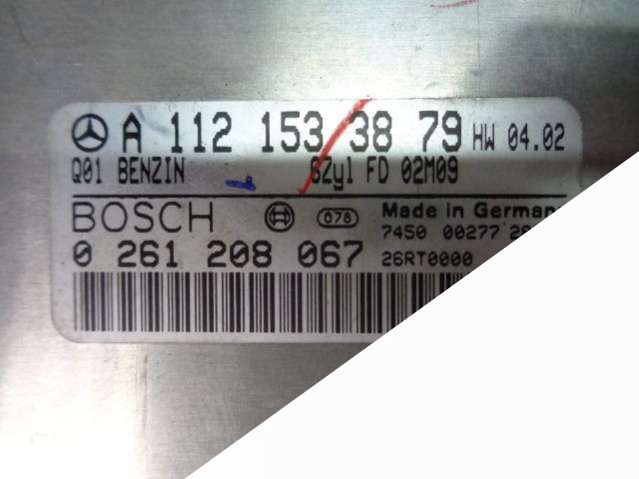 A 112 153 38 79 HW 04.02
Q01 BENZIN 6Zyl FD 02M09
BOSCH 078 Made in German
0 261 208 067 7450 00277
26RT0000